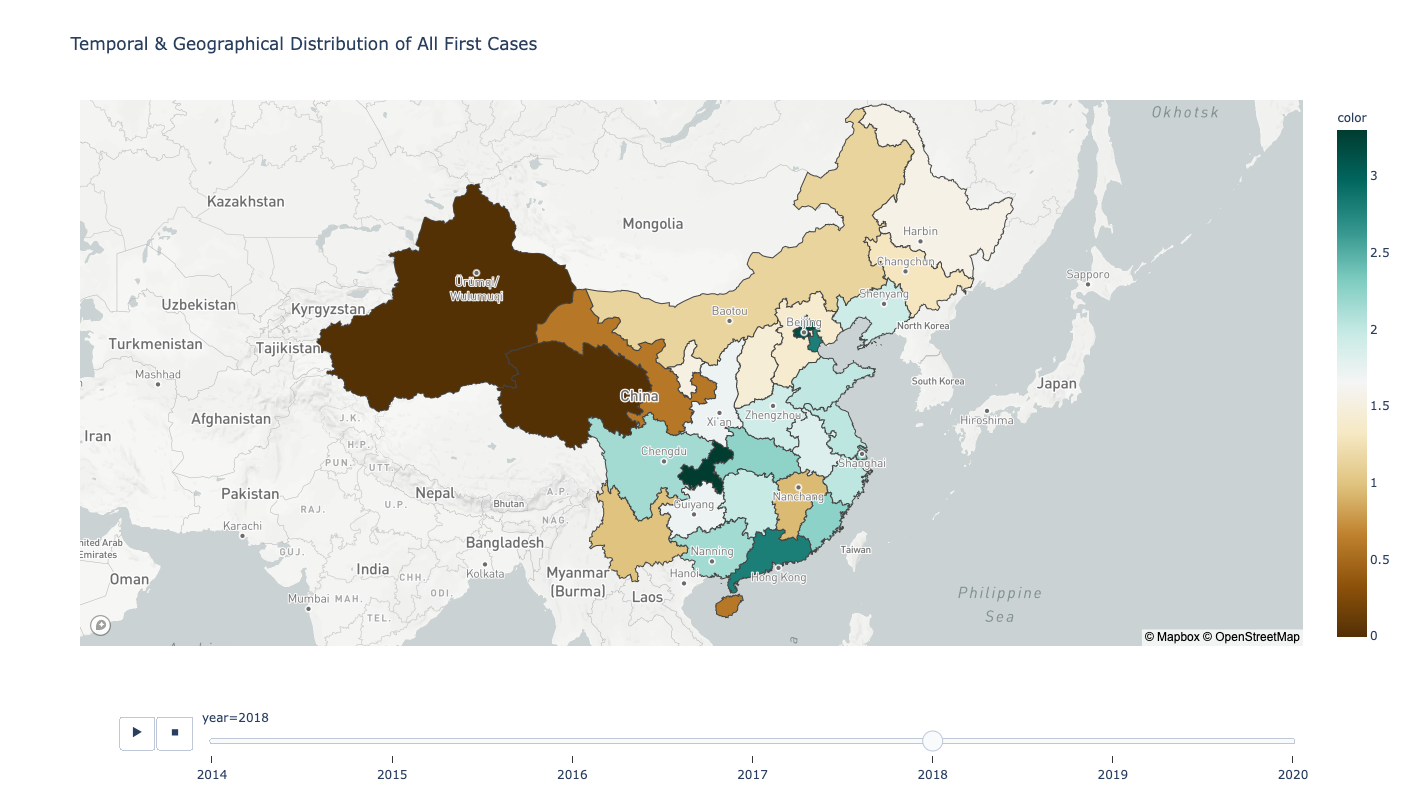 Temporal & Geographical Distribution of All First Cases
color
Okhotsk
3
Kazakhstan
Mongolia
Harbin
2.5
Changchun
Ürümqi/
Wulumuqi
Sapporo
Shenyang
Uzbekistan
Kyrgyzstan
Baotou
Beijing
North Korea
2
Turkmenistan
Tajikistan
Mashhad
South Korea
Japan
China
1.5
Afghanistan
J.K.
Xi'an
Zhengzhou
Hiroshima
Iran
H.P.
Chengdu
Shanghai
PUN.
UTT.
1
Pakistan
Nepal
A.P.
Nanchang
RAJ.
U.P.
Bhutan
Guiyang
Karachi
NAG.
nited Arab
Emirates
GUJ.
Bangladesh
Nanning
Taiwan
0.5
Oman
India
CHH.
Kolkata
Myanmar
(Burma)
Hanoi
Hong Kong
Mumbai
MAH.
ODI.
Laos
Philippine
Sea
TEL.
© Mapbox © OpenStreetMap
0
year=2018
2014
2015
2016
2017
2018
2019
2020